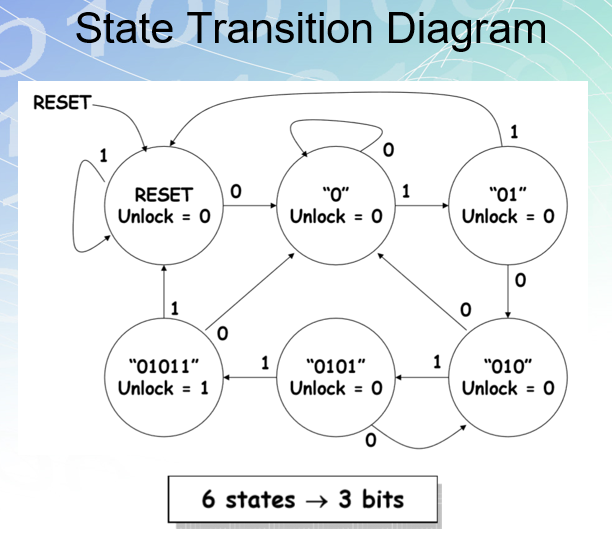 State Transition Diagram
RESET
1
1
0
RESET
Unlock = 0
0
"0"
Unlock = 0
1
"01"
Unlock = 0
0
1
0
0
"01011"
Unlock = 1
1
"0101"
Unlock = 0
1
"010"
Unlock = 0
0
6 states → 3 bits